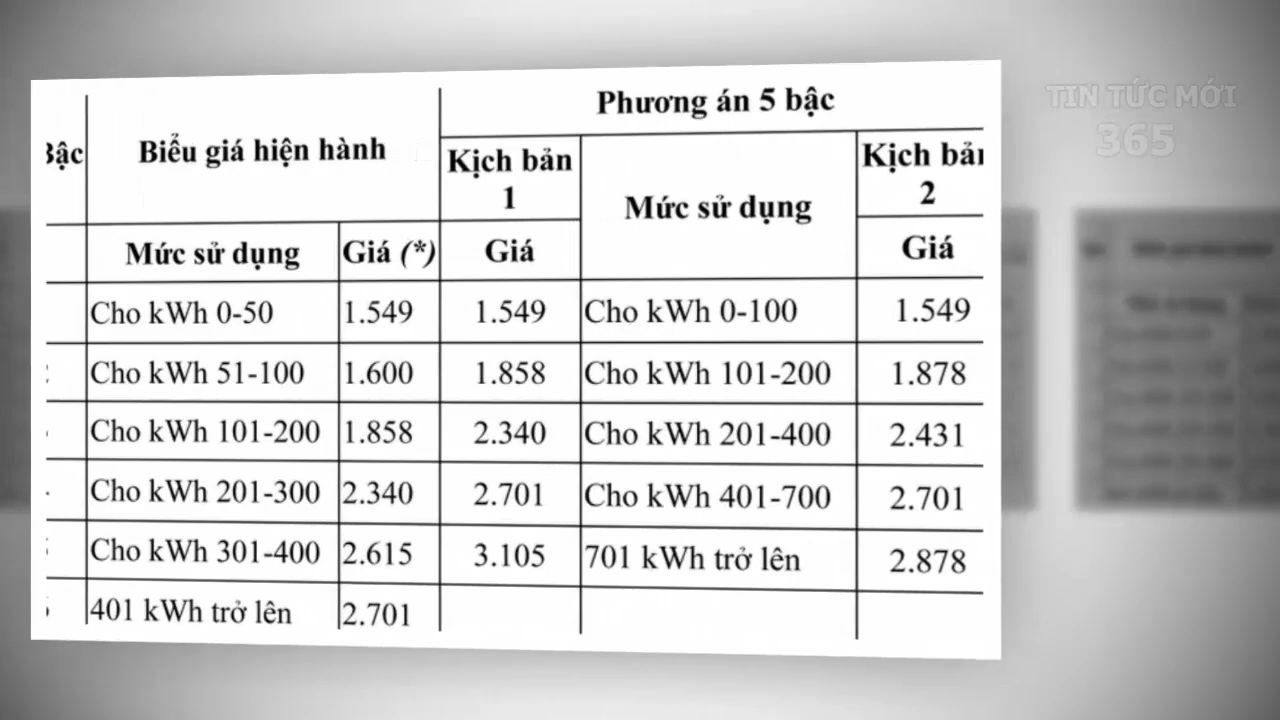 TIN TỨC MỚI
365
Phương án 5 bậc
Biểu giá hiện hành
Kịch bản
1
Mức sử dụng
2
Mức sử dụng Giá (*) Giá Giá
Cho kWh 0-50 1.549 1.549 Cho kWh 0-100 1.549
Cho kWh 51-100 1.600 1.858 Cho kWh 101-200 1.878
Cho kWh 101-200 1.858 2.340 Cho kWh 201-400 2.431
Cho kWh 201-300 2.340 2.701 Cho kWh 401-700 2.701
Cho kWh 301-400 2.615 3.105 701 kWh trở lên 2.878
401 kWh trở lên 2.701